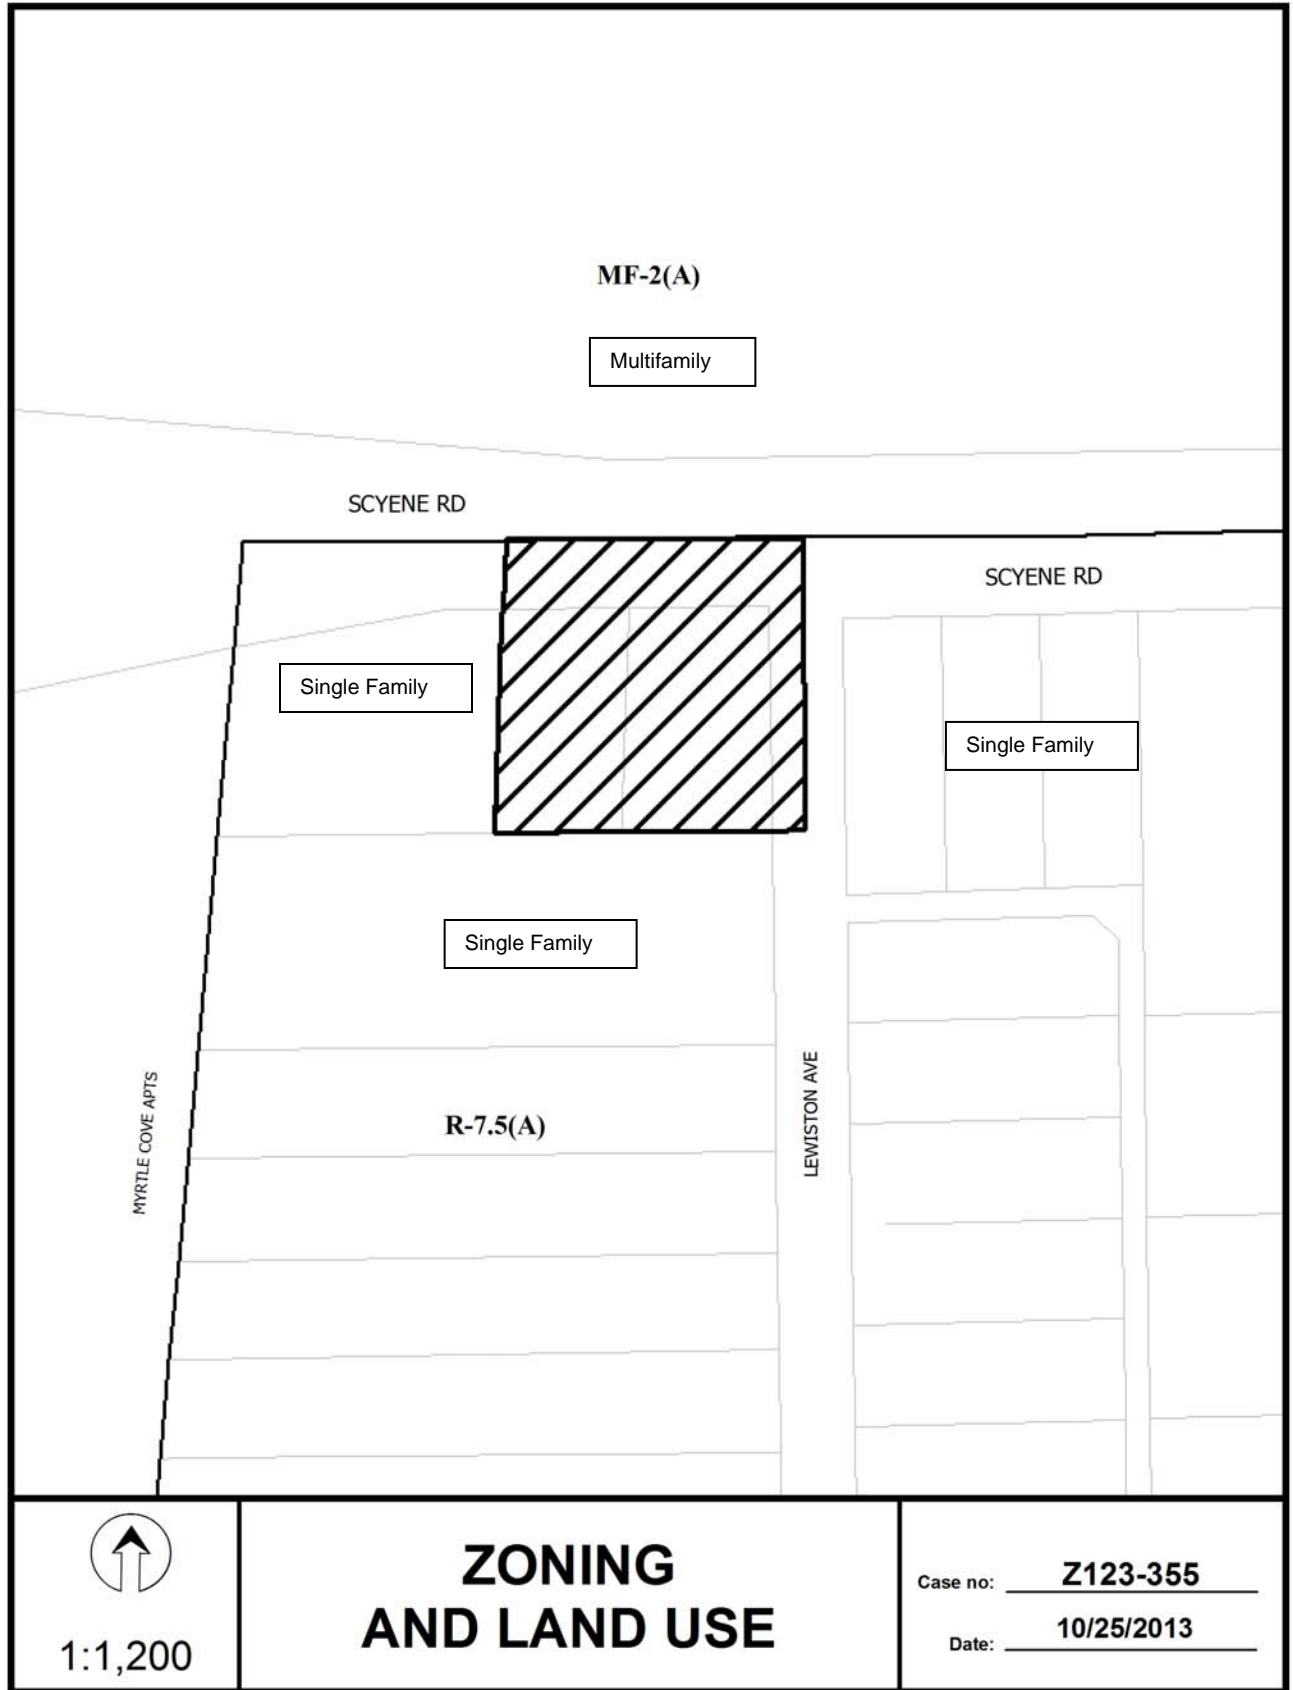 MF-2(A)
Multifamily
SCYENE RD
SCYENE RD
Single Family
Single Family
Single Family
MYRTLE COVE APTS
LEWISTON AVE
R-7.5(A)
1:1,200
ZONING
AND LAND USE
Case no: Z123-355
Date: 10/25/2013